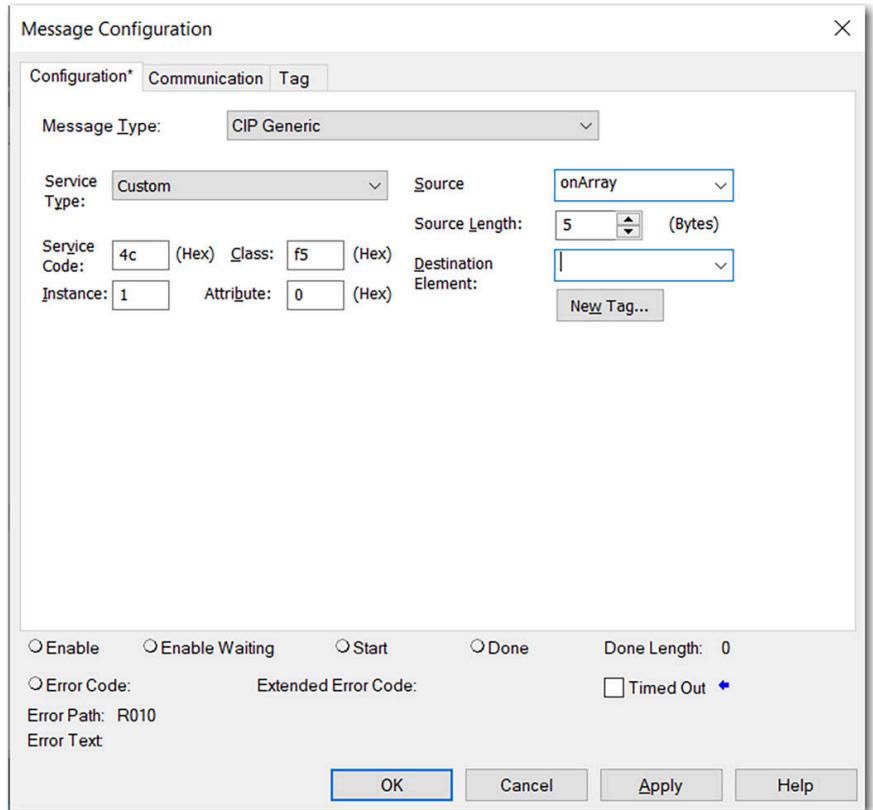 Message Configuration
Configuration* Communication Tag
Message Type: CIP Generic
Service Type: Custom
Source onArray
Source Length: 5 (Bytes)
Service Code: 4c (Hex) Class: f5 (Hex)
Destination Element:
Instance: 1 Attribute: 0 (Hex)
New Tag...
Enable Enable Waiting Start Done Done Length: 0
Error Code: Extended Error Code: Timed Out
Error Path: R010
Error Text:
OK Cancel Apply Help